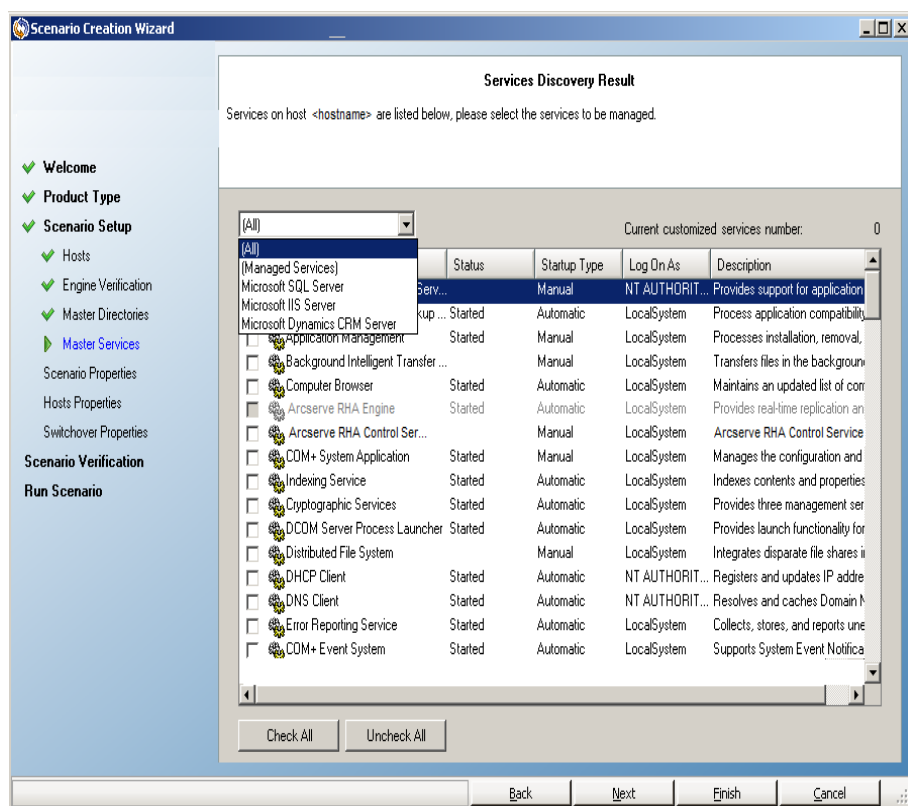 Scenario Creation Wizard
Services Discovery Result
Services on host <hostname> are listed below, please select the services to be managed.
Welcome
Product Type
Scenario Setup
Hosts
Engine Verification
Master Directories
Master Services
Scenario Properties
Hosts Properties
Switchover Properties
Scenario Verification
Run Scenario
(All)
Current customized services number: 0
(All)
(Managed Services)
Microsoft SQL Server
Microsoft IIS Server
Microsoft Dynamics CRM Server
Status Startup Type Log On As Description
Serv... Manual NT AUTHORIT... Provides support for application
kup ... Started Automatic LocalSystem Process application compatibility
Application Management Started Manual LocalSystem Processes installation, removal,
Background Intelligent Transfer ... Manual LocalSystem Transfers files in the backgroun
Computer Browser Started Automatic LocalSystem Maintains an updated list of com
Arcserve RHA Engine Started Automatic LocalSystem Provides real-time replication an
Arcserve RHA Control Ser... Manual LocalSystem Arcserve RHA Control Service
COM+ System Application Started Manual LocalSystem Manages the configuration and
Indexing Service Started Automatic LocalSystem Indexes contents and properties
Cryptographic Services Started Automatic LocalSystem Provides three management ser
DCOM Server Process Launcher Started Automatic LocalSystem Provides launch functionality for
Distributed File System Manual LocalSystem Integrates disparate file shares i
DHCP Client Started Automatic NT AUTHORIT... Registers and updates IP addre
DNS Client Started Automatic NT AUTHORIT... Resolves and caches Domain N
Error Reporting Service Started Automatic LocalSystem Collects, stores, and reports une
COM+ Event System Started Automatic LocalSystem Supports System Event Notifica
Check All Uncheck All
Back Next Finish Cancel